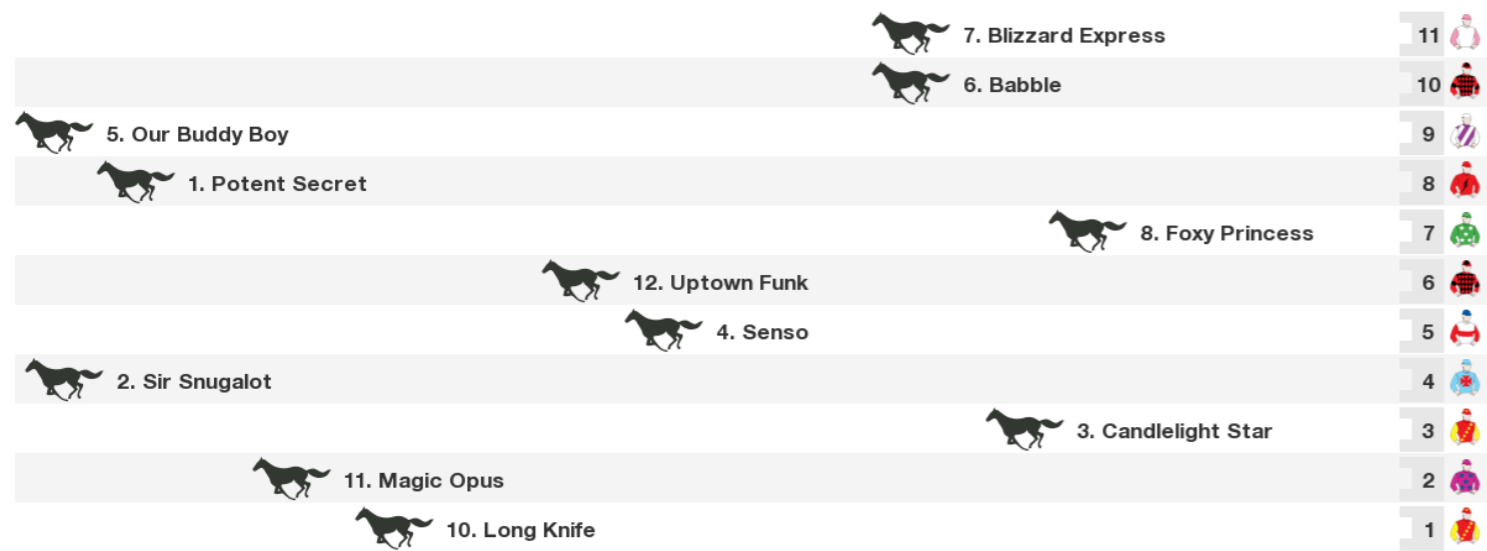 7. Blizzard Express 11
6. Babble 10
5. Our Buddy Boy 9
1. Potent Secret 8
8. Foxy Princess 7
12. Uptown Funk 6
4. Senso 5
2. Sir Snugalot 4
3. Candlelight Star 3
11. Magic Opus 2
10. Long Knife 1